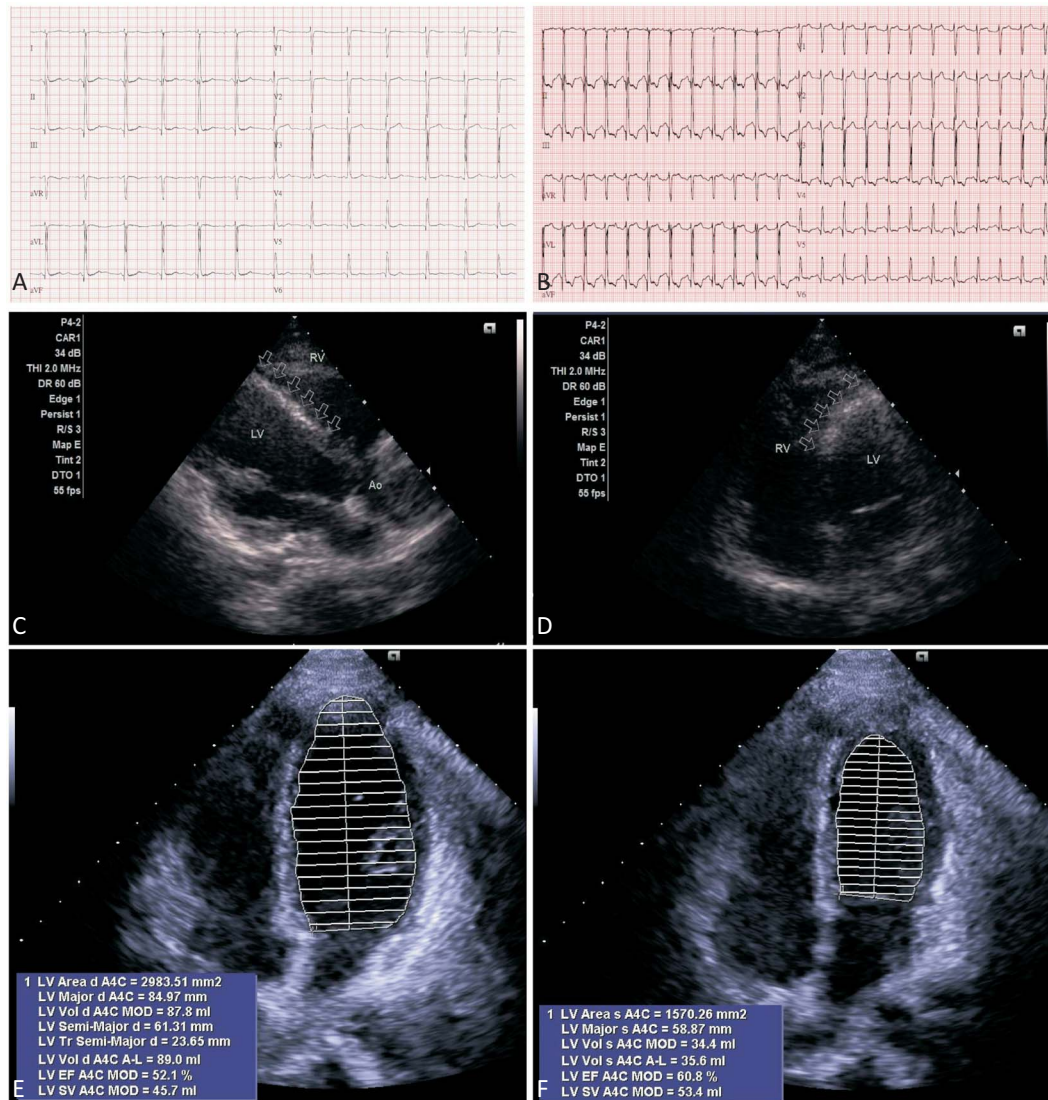 I
V1
II
V2
III
V3
aVR
V4
aVL
V5
aVF
V6
A
V1
II
V2
III
V3
aVR
V4
aVL
V5
aVF
V6
B
P4-2
CAR1
34 dB
THI 2.0 MHz
DR 60 dB
Edge 1
Persist 1
R/S 3
Map E
Tint 2
DTO 1
55 fps
RV
LV
Ao
C
P4-2
CAR1
34 dB
THI 2.0 MHz
DR 60 dB
Edge 1
Persist 1
R/S 3
Map E
Tint 2
DTO 1
55 fps
RV
LV
D
1 LV Area d A4C = 2983.51 mm2
LV Major d A4C = 84.97 mm
LV Vol d A4C MOD = 87.8 ml
LV Semi-Major d = 61.31 mm
LV Tr Semi-Major d = 23.65 mm
LV Vol d A4C A-L = 89.0 ml
LV EF A4C MOD = 52.1 %
LV SV A4C MOD = 45.7 ml
E
1 LV Area s A4C = 1570.26 mm2
LV Major s A4C = 58.87 mm
LV Vol s A4C MOD = 34.4 ml
LV Vol s A4C A-L = 35.6 ml
LV EF A4C MOD = 60.8 %
LV SV A4C MOD = 53.4 ml
F